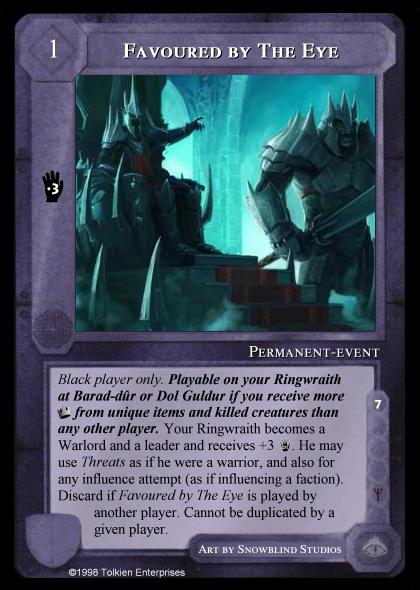 1
FAVOURED BY THE EYE
3
PERMANENT-EVENT
Black player only. Playable on your Ringwraith
at Barad-dûr or Dol Guldur if you receive more
from unique items and killed creatures than
any other player. Your Ringwraith becomes a
Warlord and a leader and receives +3 . He may
use Threats as if he were a warrior, and also for
any influence attempt (as if influencing a faction).
Discard if Favoured by The Eye is played by
another player. Cannot be duplicated by a
given player.
7
ART BY SNOWBLIND STUDIOS
©1998 Tolkien Enterprises